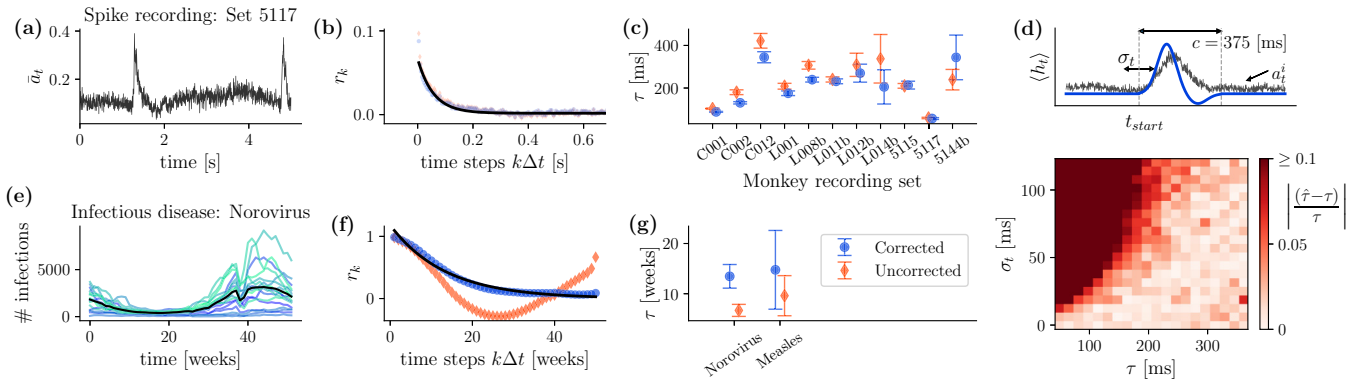 (a)
Spike recording: Set 5117
0.4
0.2
ā_t
0
2
4
time [s]
(b)
0.1
0.0
r_k
0
0.2
0.4
0.6
time steps kΔt [s]
(c)
400
200
τ [ms]
C001
C002
C012
L001
L008b
L011b
L012b
L014b
5115
5117
5144b
Monkey recording set
(d)
c = 375 [ms]
σ_t
a_t^i
⟨h_t⟩
t_start
100
50
0
σ_t [ms]
100
200
300
τ [ms]
≥ 0.1
0.05
0
|(τ̂−τ)/τ|
(e)
Infectious disease: Norovirus
5000
0
# infections
0
20
40
time [weeks]
(f)
1
0
r_k
0
20
40
time steps kΔt [weeks]
(g)
20
10
τ [weeks]
Norovirus
Measles
Corrected
Uncorrected